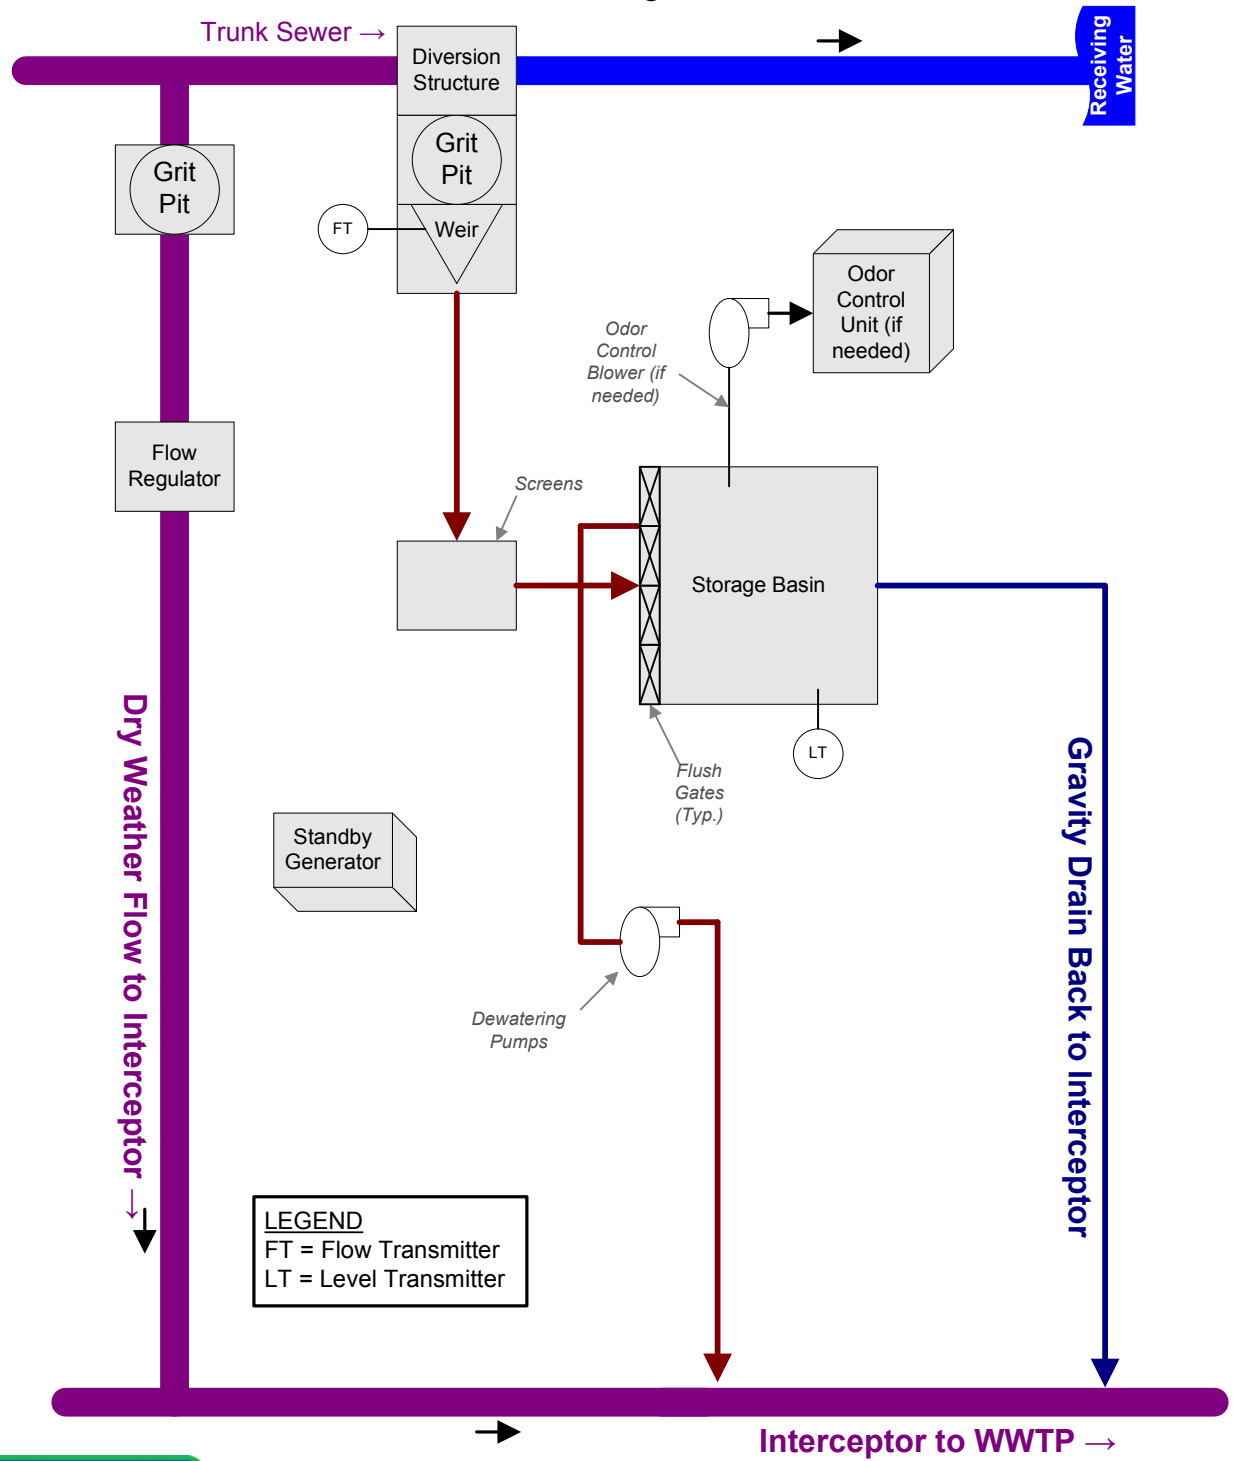 Trunk Sewer →
Diversion
Structure
Receiving
Water
Grit
Pit
Grit
Pit
FT
Weir
Odor
Control
Unit (if
needed)
Odor
Control
Blower (if
needed)
Flow
Regulator
Screens
Storage Basin
LT
Flush
Gates
(Typ.)
Dry Weather Flow to Interceptor →
Gravity Drain Back to Interceptor
Standby
Generator
Dewatering
Pumps
LEGEND
FT = Flow Transmitter
LT = Level Transmitter
Interceptor to WWTP →